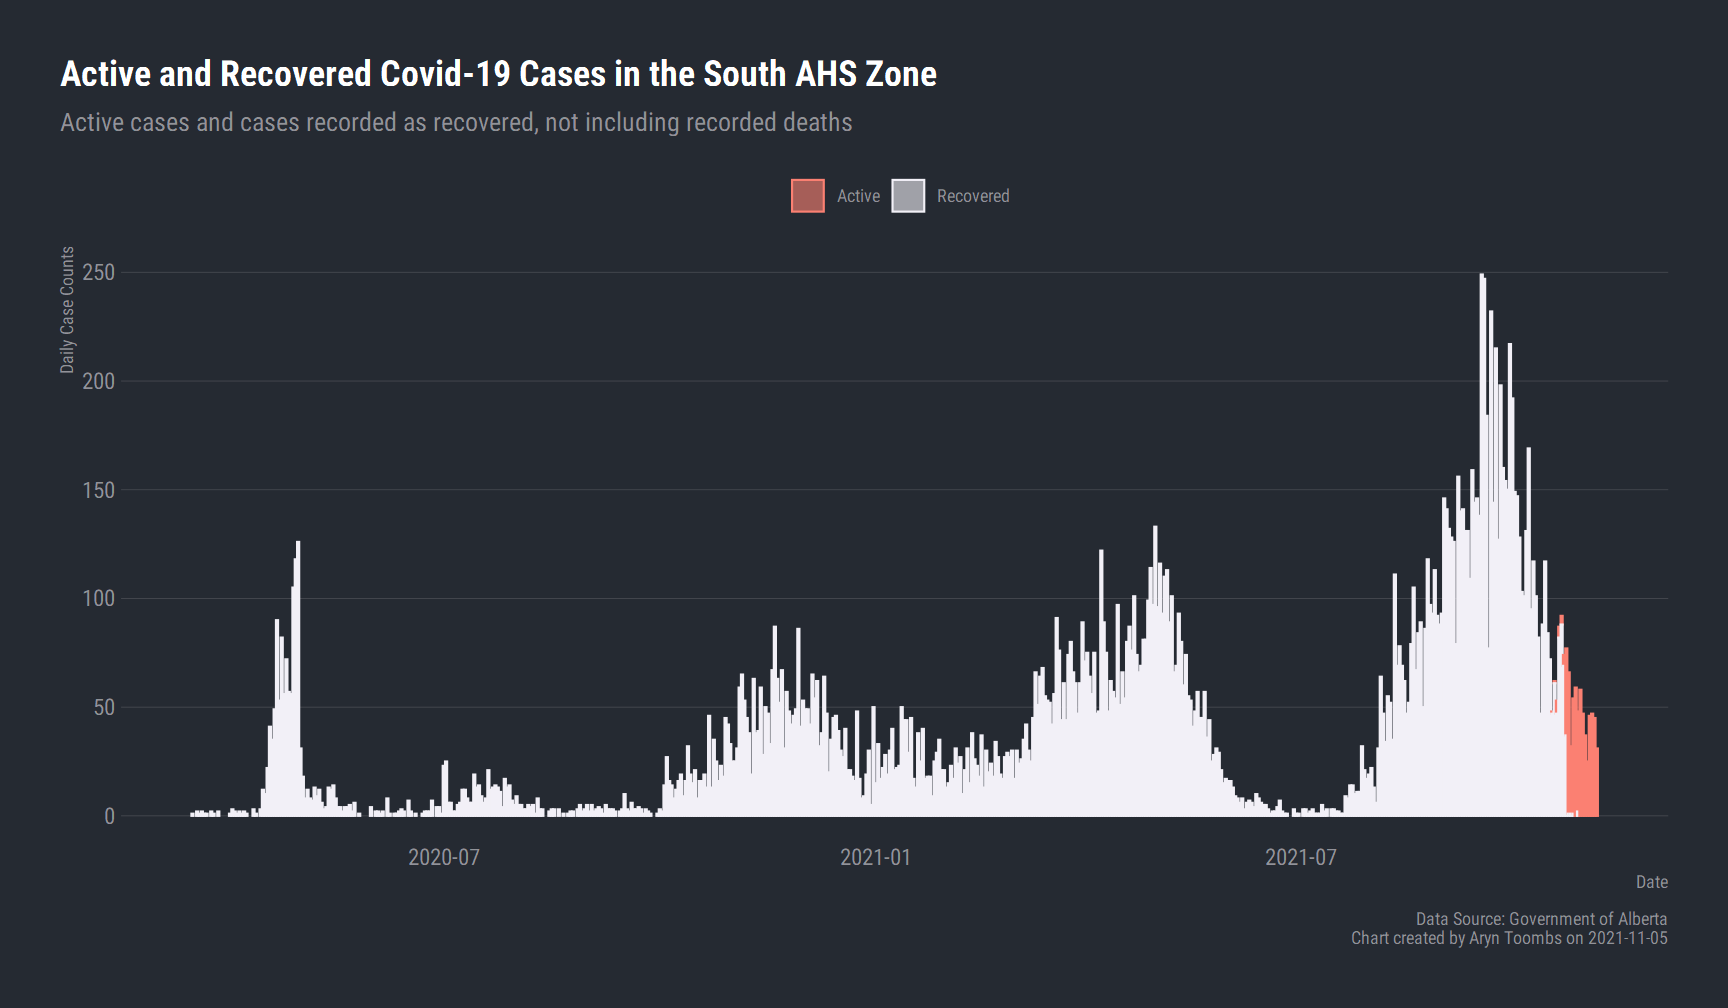 Active and Recovered Covid-19 Cases in the South AHS Zone
Active cases and cases recorded as recovered, not including recorded deaths
Active
Recovered
Daily Case Counts
250
200
150
100
50
0
2020-07
2021-01
2021-07
Date
Data Source: Government of Alberta
Chart created by Aryn Toombs on 2021-11-05